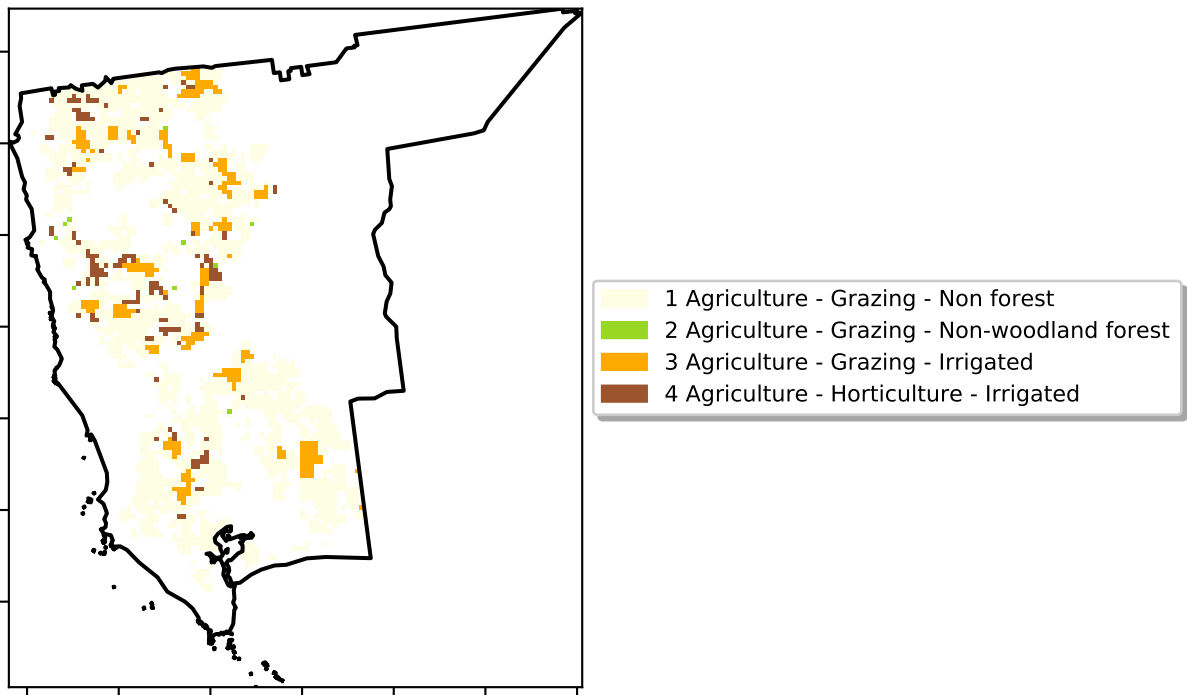 1 Agriculture - Grazing - Non forest
2 Agriculture - Grazing - Non-woodland forest
3 Agriculture - Grazing - Irrigated
4 Agriculture - Horticulture - Irrigated